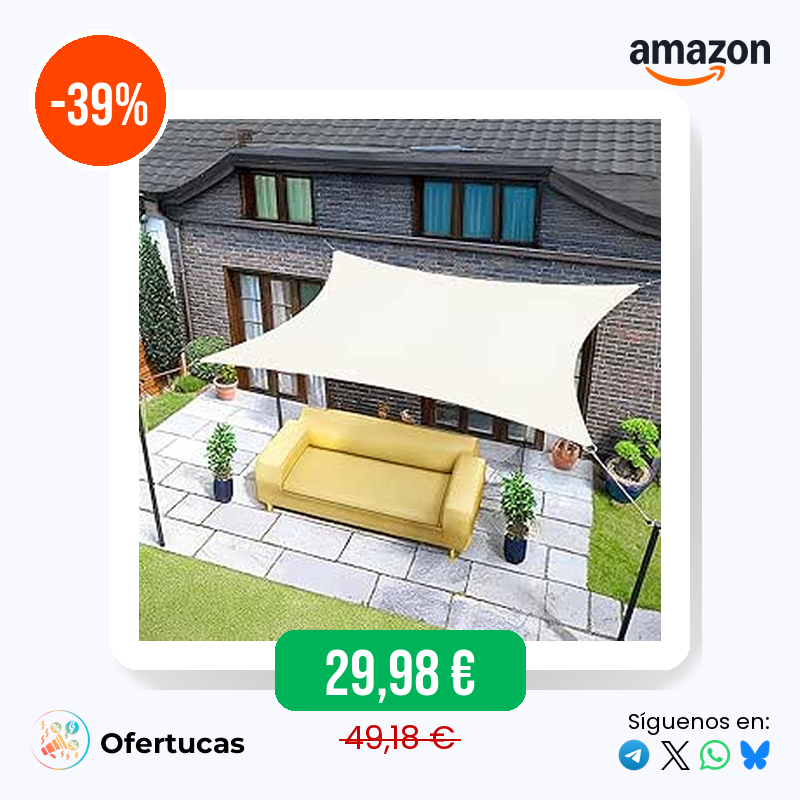 -39%
amazon
29,98 €
49,18 €
Ofertucas
Síguenos en: